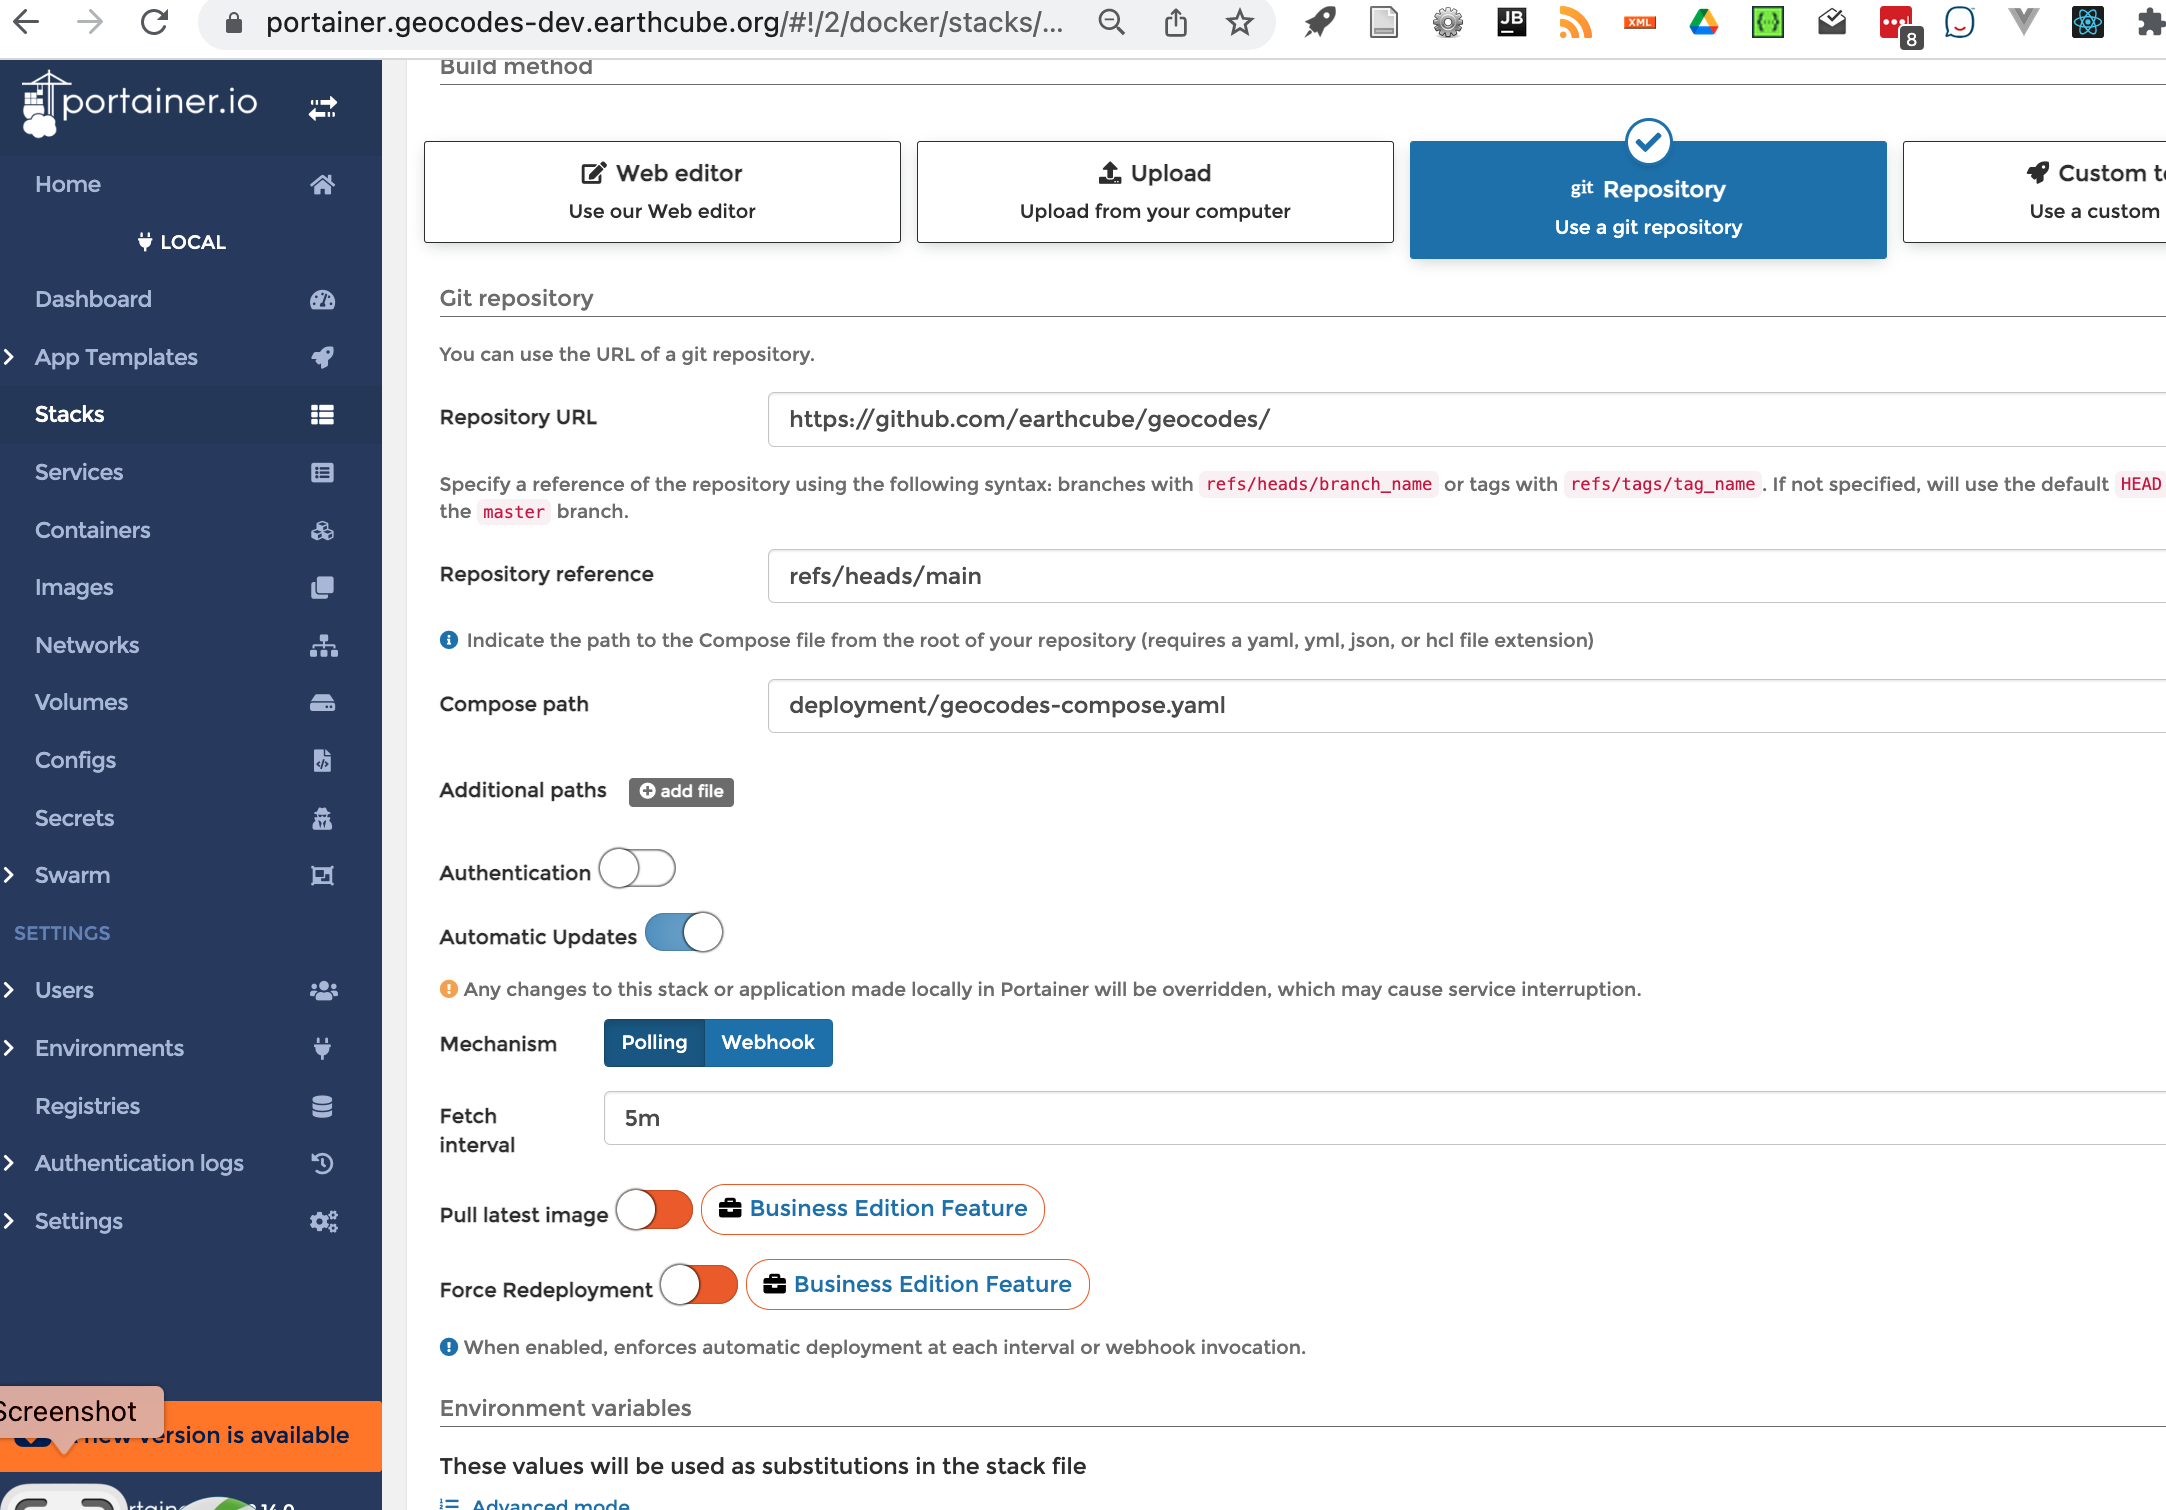 portainer.geocodes-dev.earthcube.org/#!/2/docker/stacks/...
JB
XML
8
portainer.io
Home
LOCAL
Dashboard
App Templates
Stacks
Services
Containers
Images
Networks
Volumes
Configs
Secrets
Swarm
SETTINGS
Users
Environments
Registries
Authentication logs
Settings
Screenshot
new version is available
Build method
Web editor
Use our Web editor
Upload
Upload from your computer
git Repository
Use a git repository
Custom
Use a custom
Git repository
You can use the URL of a git repository.
Repository URL
https://github.com/earthcube/geocodes/
Specify a reference of the repository using the following syntax: branches with refs/heads/branch_name or tags with refs/tags/tag_name. If not specified, will use the default HEAD
the master branch.
Repository reference
refs/heads/main
Indicate the path to the Compose file from the root of your repository (requires a yaml, yml, json, or hcl file extension)
Compose path
deployment/geocodes-compose.yaml
Additional paths
add file
Authentication
Automatic Updates
Any changes to this stack or application made locally in Portainer will be overridden, which may cause service interruption.
Mechanism
Polling
Webhook
Fetch
interval
5m
Pull latest image
Business Edition Feature
Force Redeployment
Business Edition Feature
When enabled, enforces automatic deployment at each interval or webhook invocation.
Environment variables
These values will be used as substitutions in the stack file
Advanced mode